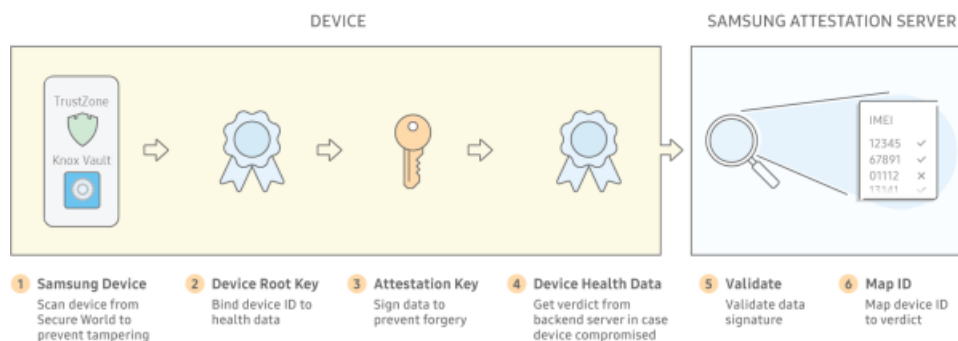 DEVICE
SAMSUNG ATTESTATION SERVER
TrustZone
Knox Vault
IMEI
12345 ✓
67891 ✓
01112 ×
13141 ✓
1 Samsung Device
Scan device from
Secure World to
prevent tampering
2 Device Root Key
Bind device ID to
health data
3 Attestation Key
Sign data to
prevent forgery
4 Device Health Data
Get verdict from
backend server in case
device compromised
5 Validate
Validate data
signature
6 Map ID
Map device ID
to verdict